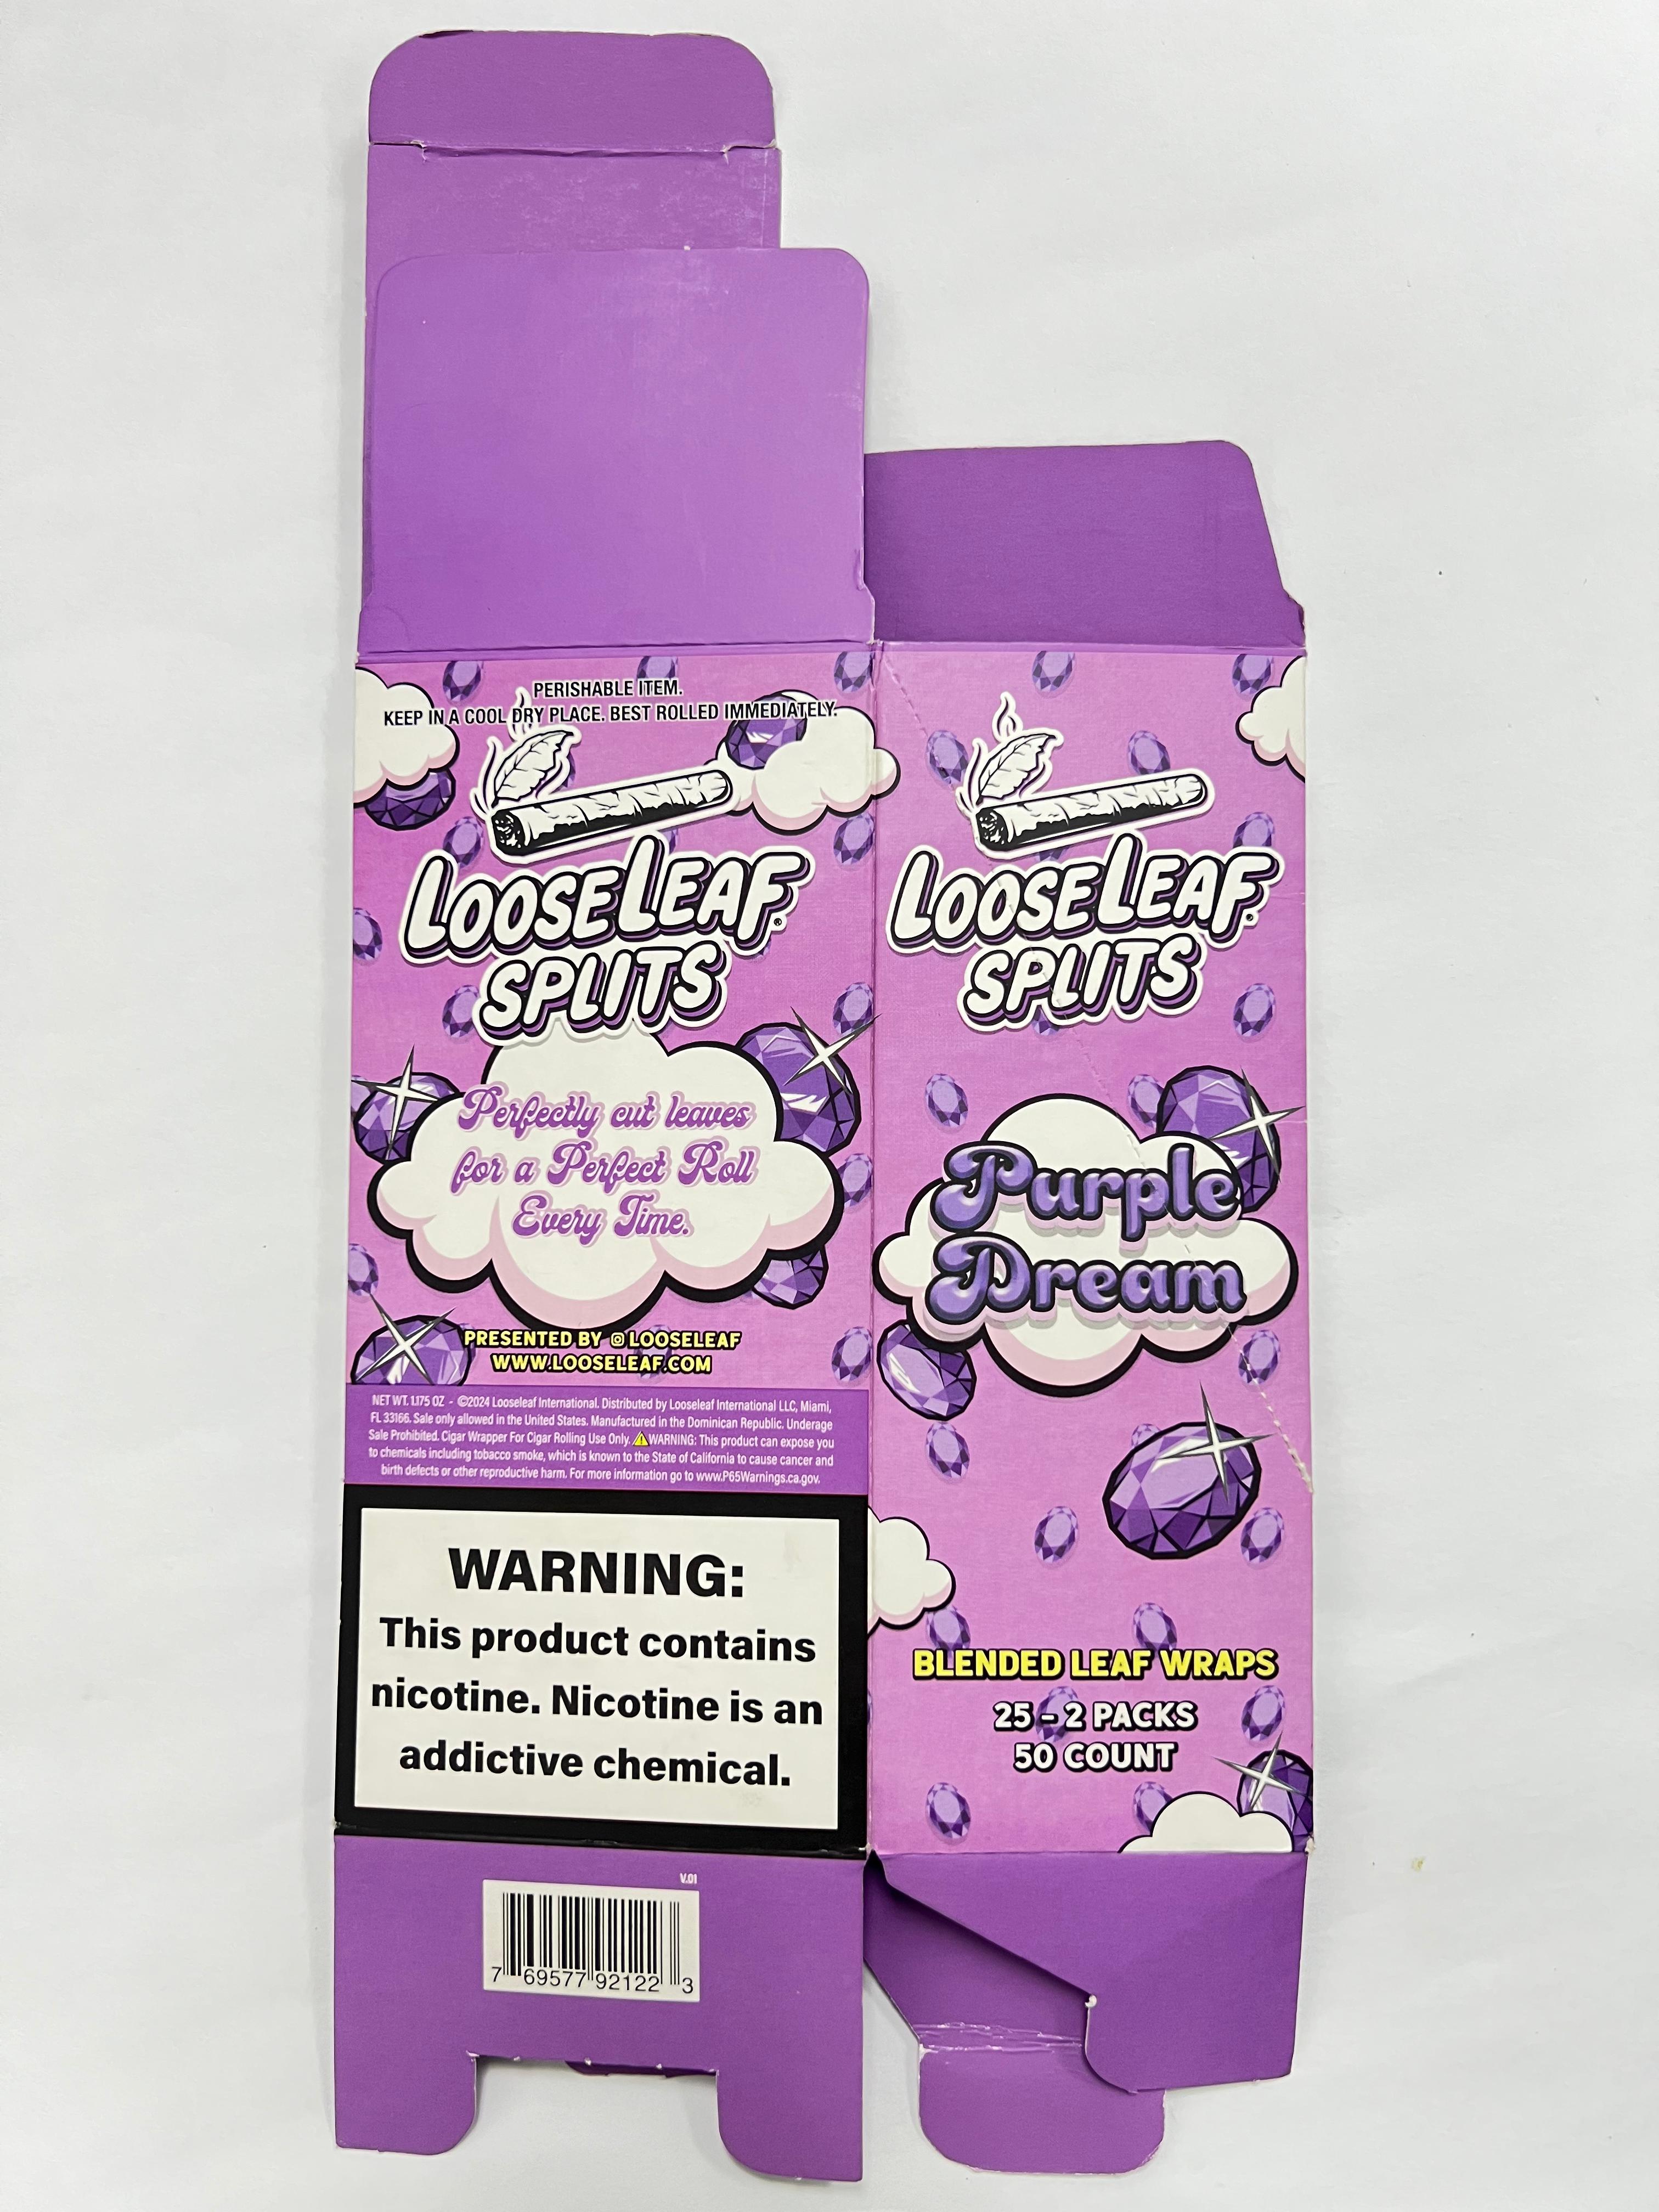 PERISHABLE ITEM.
KEEP IN A COOL DRY PLACE. BEST ROLLED IMMEDIATELY.
LOOSELEAF®
SPLITS
Perfectly cut leaves
for a Perfect Roll
Every Time.
PRESENTED BY @LOOSELEAF
WWW.LOOSELEAF.COM
NET WT. 1.175 OZ - ©2024 Looseleaf International. Distributed by Looseleaf International LLC, Miami,
FL 33166. Sale only allowed in the United States. Manufactured in the Dominican Republic. Underage
Sale Prohibited. Cigar Wrapper For Cigar Rolling Use Only. ⚠WARNING: This product can expose you
to chemicals including tobacco smoke, which is known to the State of California to cause cancer and
birth defects or other reproductive harm. For more information go to www.P65Warnings.ca.gov.
WARNING:
This product contains
nicotine. Nicotine is an
addictive chemical.
V.01
7 69577 92122 3
LOOSELEAF®
SPLITS
Purple
Dream
BLENDED LEAF WRAPS
25 - 2 PACKS
50 COUNT